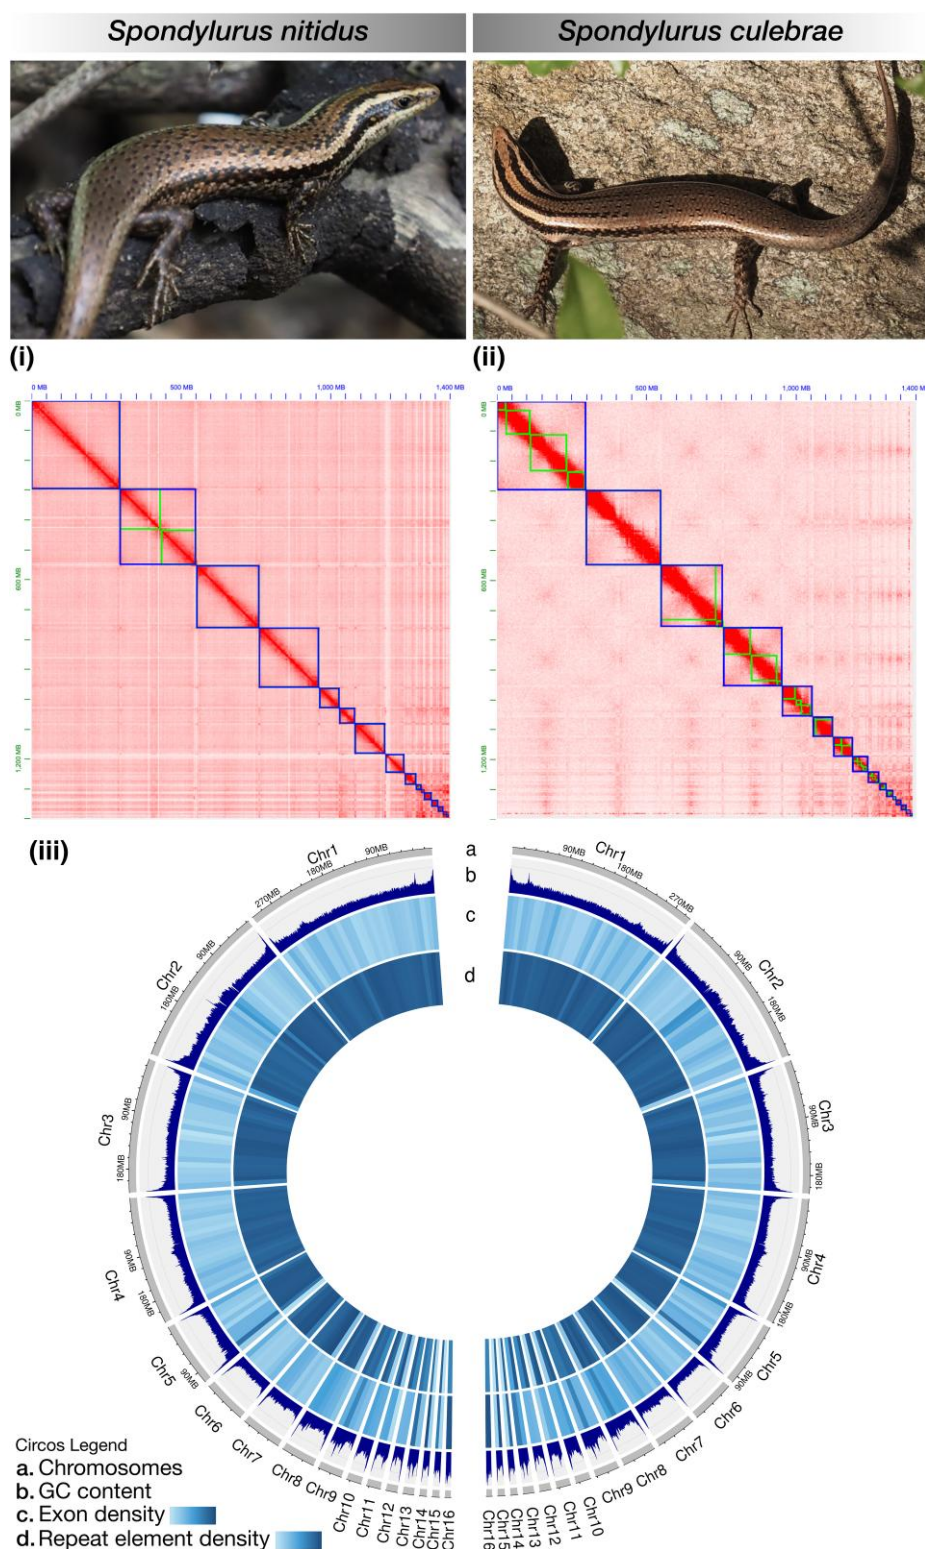 Spondylurus nitidus
Spondylurus culebrae
(i)
(ii)
0 MB
500 MB
1,000 MB
1,400 MB
0 MB
600 MB
1,200 MB
0 MB
500 MB
1,000 MB
1,400 MB
0 MB
600 MB
1,200 MB
(iii)
a
b
c
d
Chr1
90MB
180MB
270MB
Chr2
90MB
180MB
Chr3
90MB
180MB
Chr4
90MB
180MB
Chr5
90MB
Chr6
Chr7
Chr8
Chr9
Chr10
Chr11
Chr12
Chr13
Chr14
Chr15
Chr16
Chr1
90MB
180MB
270MB
Chr2
90MB
180MB
Chr3
90MB
180MB
Chr4
90MB
180MB
Chr5
90MB
Chr6
Chr7
Chr8
Chr9
Chr10
Chr11
Chr12
Chr13
Chr14
Chr15
Chr16
Circos Legend
a. Chromosomes
b. GC content
c. Exon density
d. Repeat element density